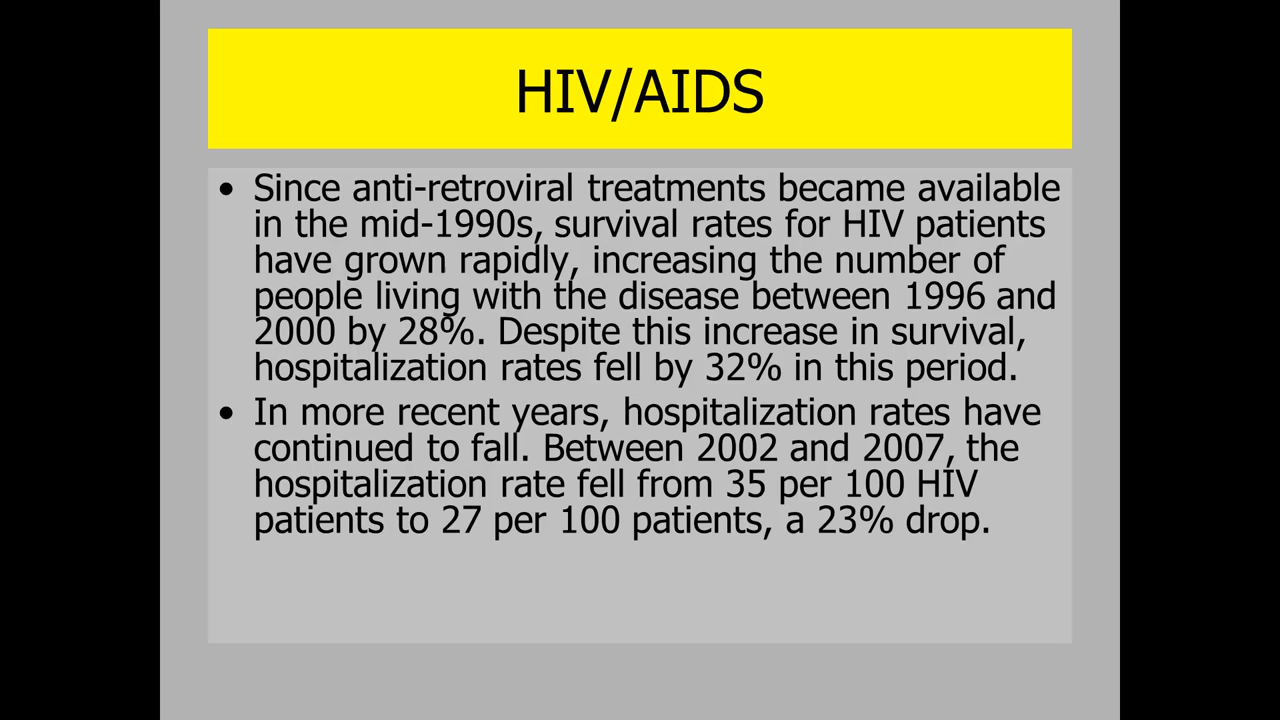 HIV/AIDS
• Since anti-retroviral treatments became available
in the mid-1990s, survival rates for HIV patients
have grown rapidly, increasing the number of
people living with the disease between 1996 and
2000 by 28%. Despite this increase in survival,
hospitalization rates fell by 32% in this period.
• In more recent years, hospitalization rates have
continued to fall. Between 2002 and 2007, the
hospitalization rate fell from 35 per 100 HIV
patients to 27 per 100 patients, a 23% drop.